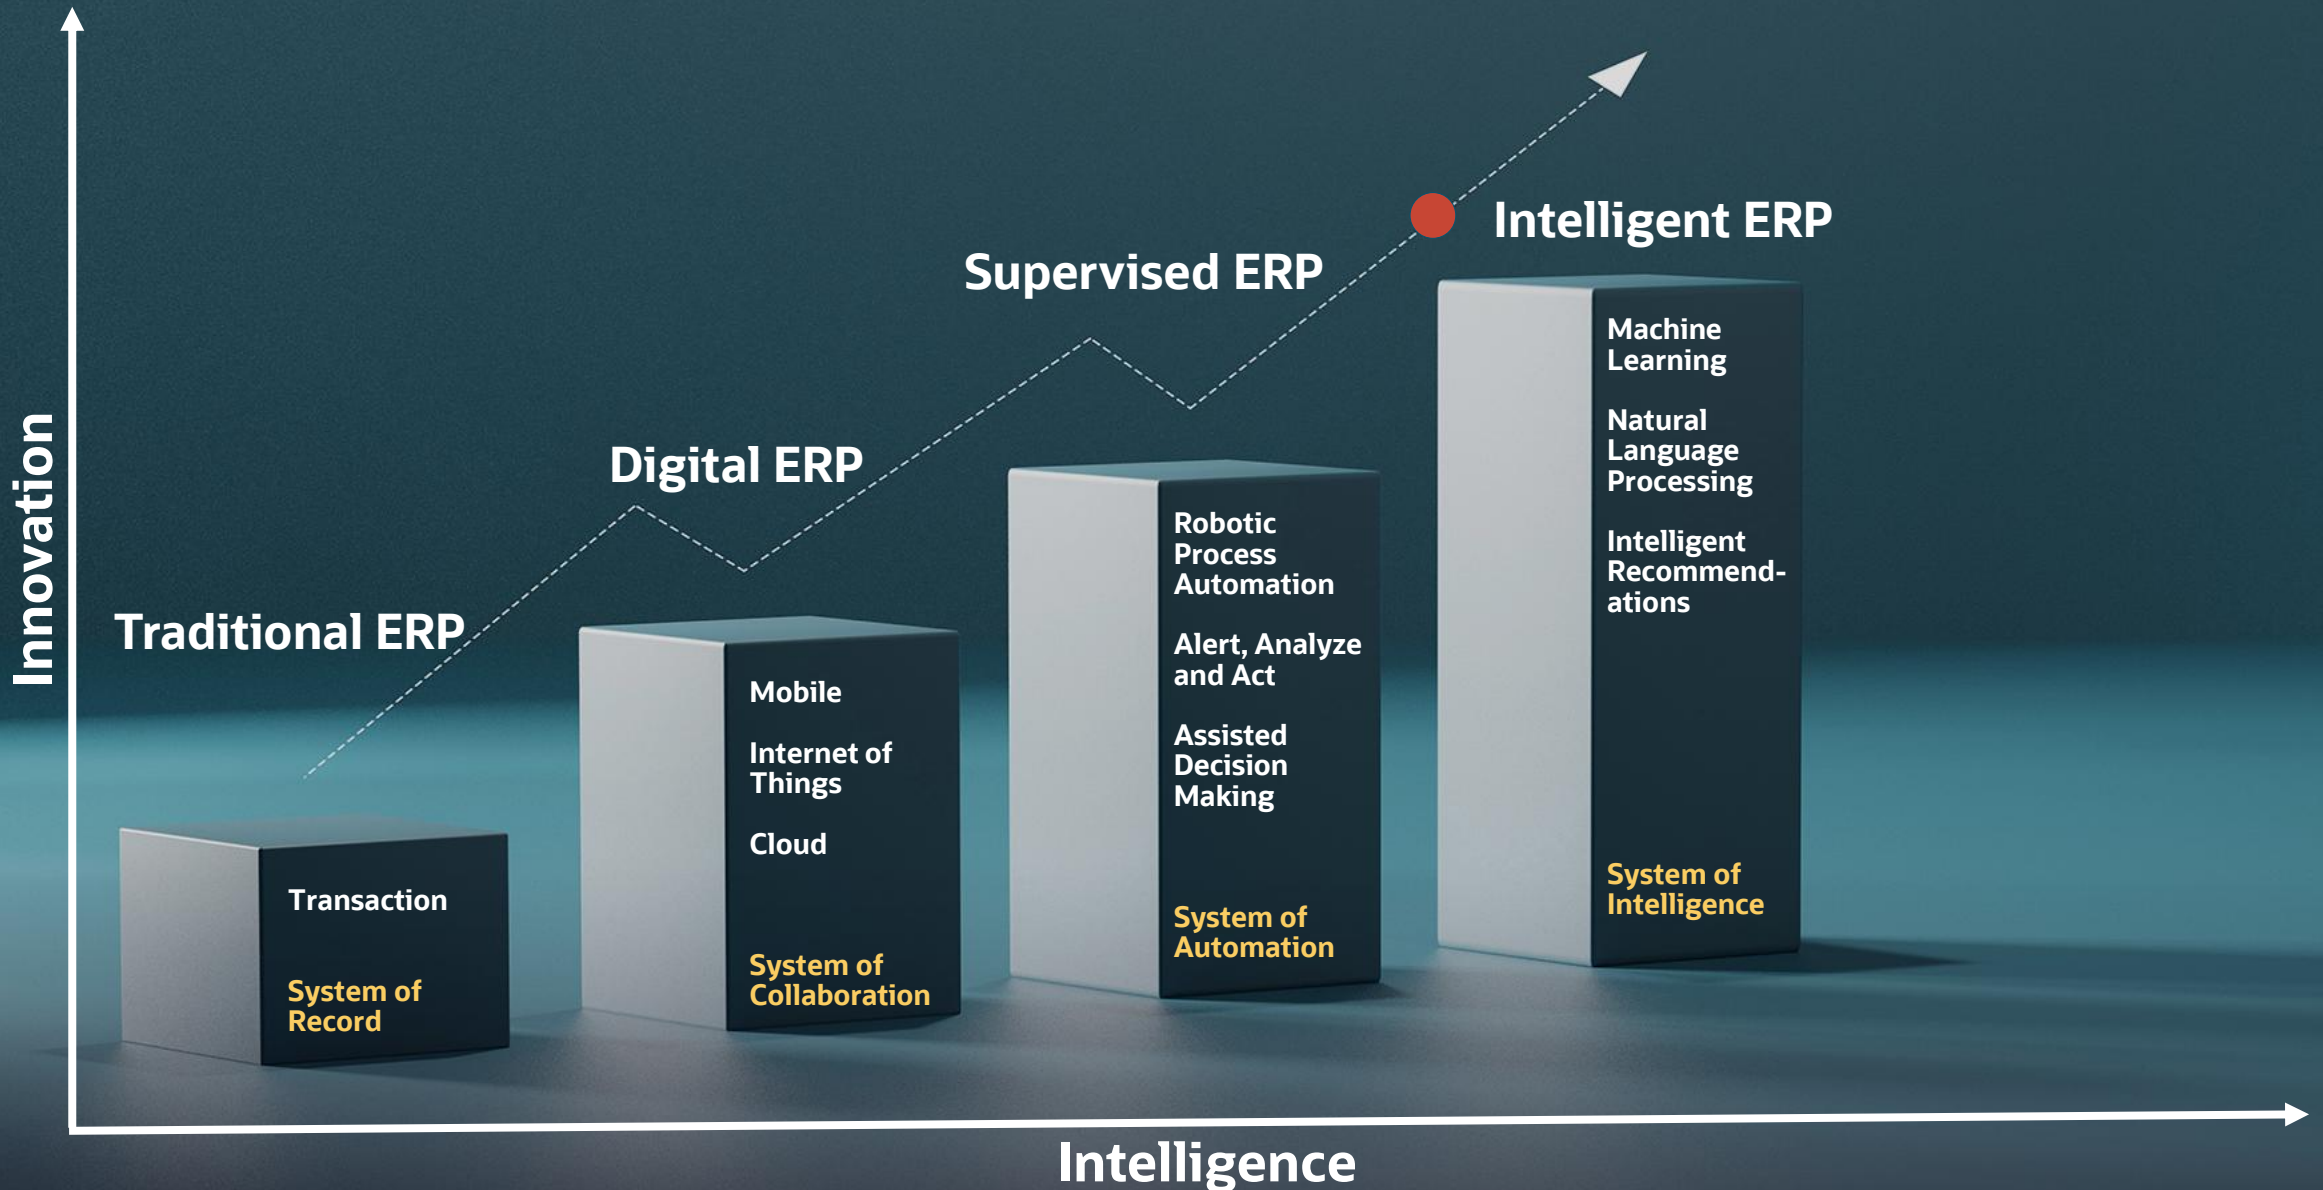 Innovation
Traditional ERP
Transaction
System of
Record
Digital ERP
Mobile
Internet of
Things
Cloud
System of
Collaboration
Supervised ERP
Robotic
Process
Automation
Alert, Analyze
and Act
Assisted
Decision
Making
System of
Automation
Intelligent ERP
Machine
Learning
Natural
Language
Processing
Intelligent
Recommend-
ations
System of
Intelligence
Intelligence